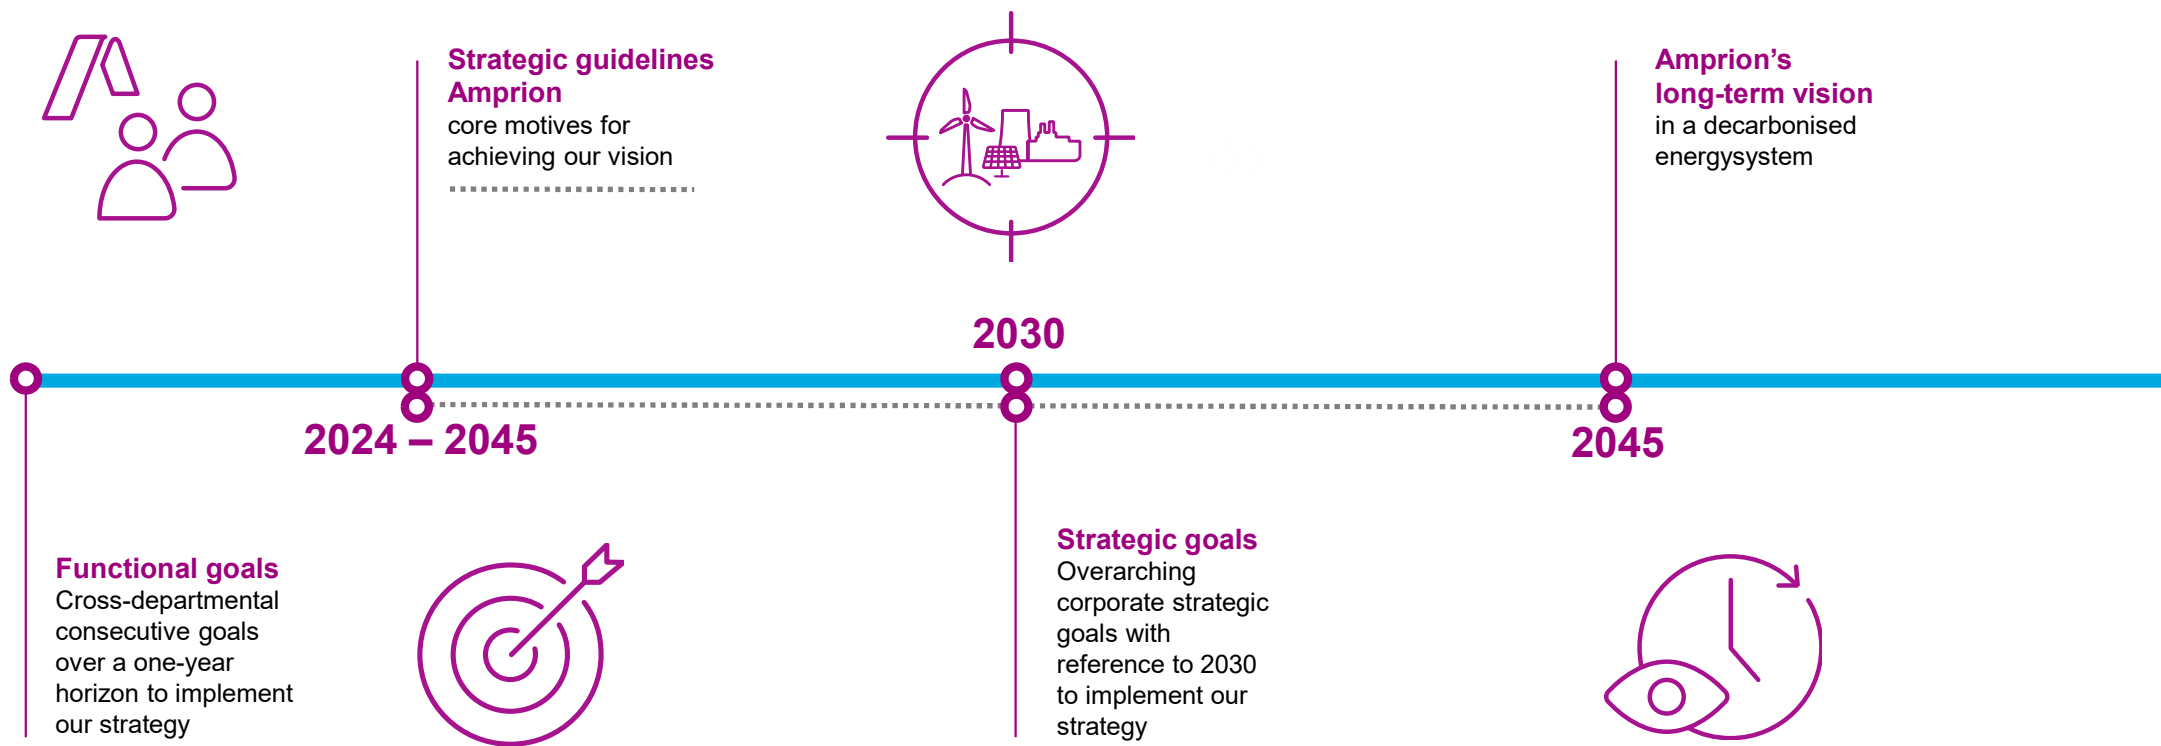 Strategic guidelines
Amprion
core motives for
achieving our vision
Amprion's
long-term vision
in a decarbonised
energysystem
2030
2024 – 2045
2045
Functional goals
Cross-departmental
consecutive goals
over a one-year
horizon to implement
our strategy
Strategic goals
Overarching
corporate strategic
goals with
reference to 2030
to implement our
strategy